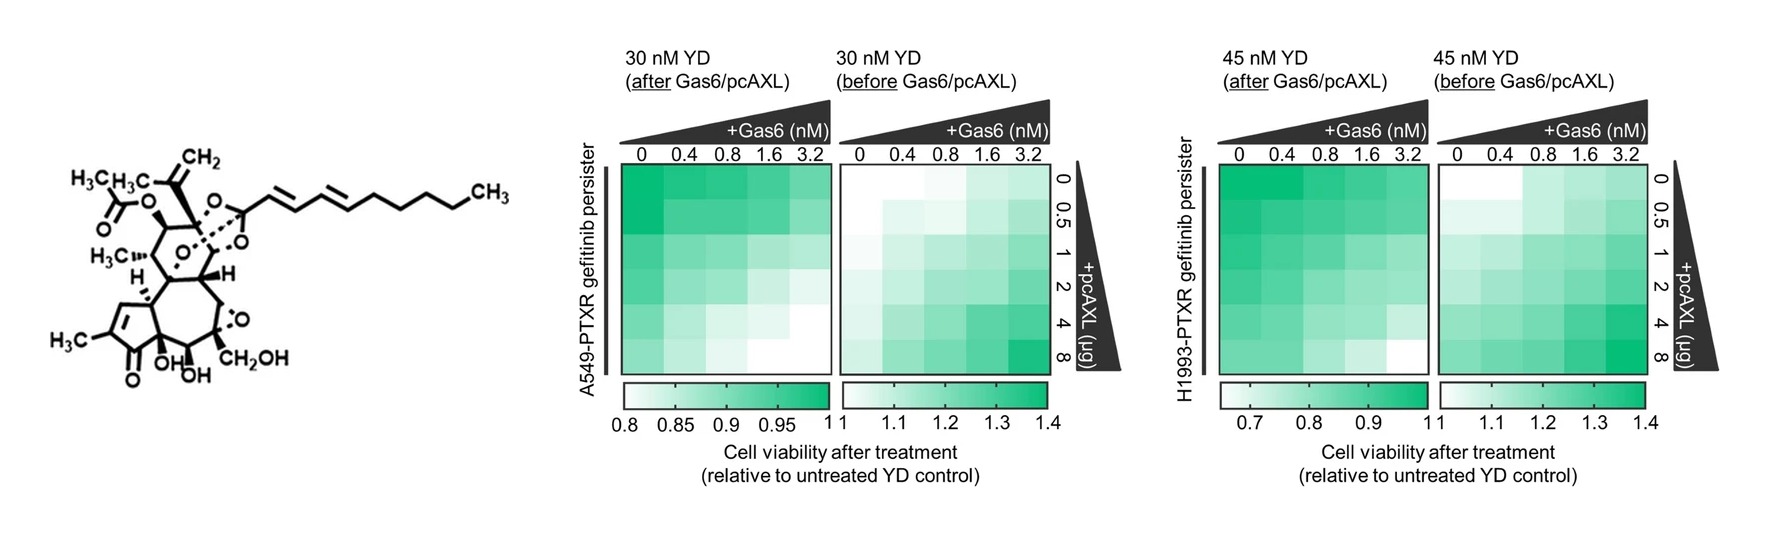 CH₂
H₃C
H₃C
O
O
CH₃
O
O
O
H₃C
H
H
O
H₃C
O
OH
OH
CH₂OH
A549-PTXR gefitinib persister
30 nM YD
(after Gas6/pcAXL)
+Gas6 (nM)
0 0.4 0.8 1.6 3.2
30 nM YD
(before Gas6/pcAXL)
+Gas6 (nM)
0 0.4 0.8 1.6 3.2
0
0.5
1
2
4
8
+pcAXL (µg)
0.8 0.85 0.9 0.95 1
1 1.1 1.2 1.3 1.4
Cell viability after treatment
(relative to untreated YD control)
H1993-PTXR gefitinib persister
45 nM YD
(after Gas6/pcAXL)
+Gas6 (nM)
0 0.4 0.8 1.6 3.2
45 nM YD
(before Gas6/pcAXL)
+Gas6 (nM)
0 0.4 0.8 1.6 3.2
0
0.5
1
2
4
8
+pcAXL (µg)
0.7 0.8 0.9 1
1 1.1 1.2 1.3 1.4
Cell viability after treatment
(relative to untreated YD control)